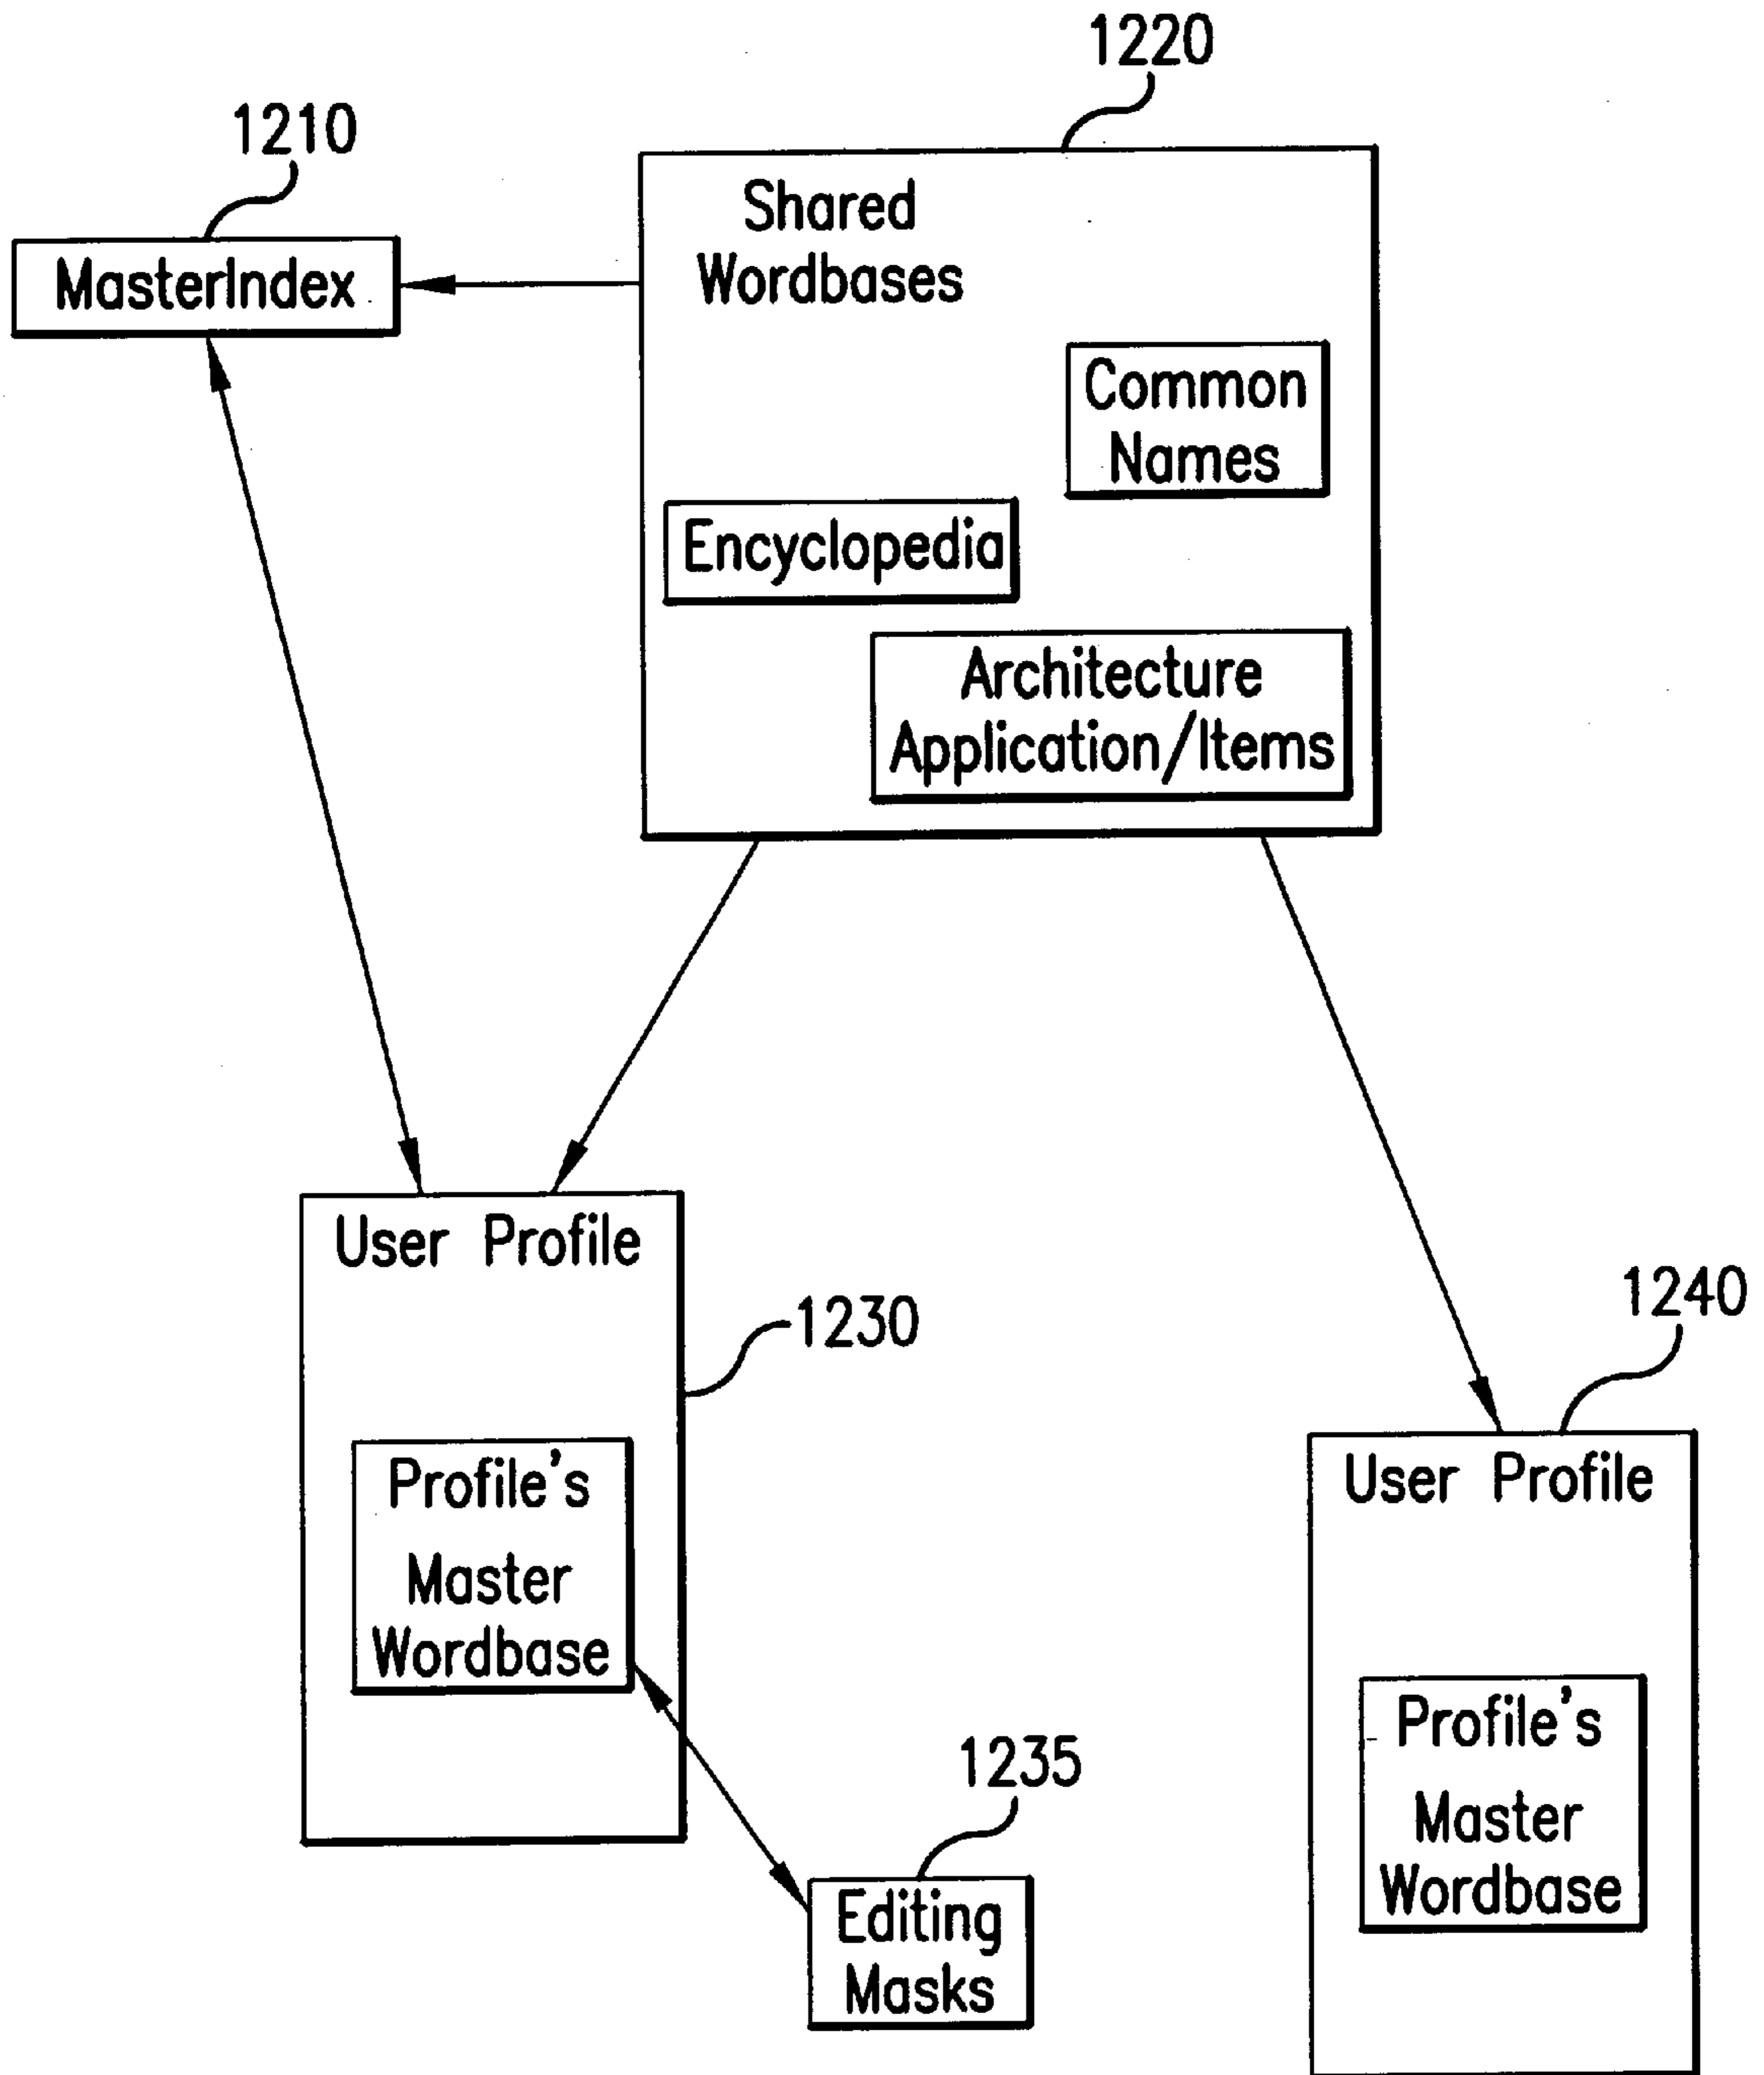 1220
1210
Shared
Wordbases
MasterIndex
Common
Names
Encyclopedia
Architecture
Application/Items
User Profile
1230
1240
Profile's
Master
Wordbase
User Profile
1235
Profile's
Master
Wordbase
Editing
Masks